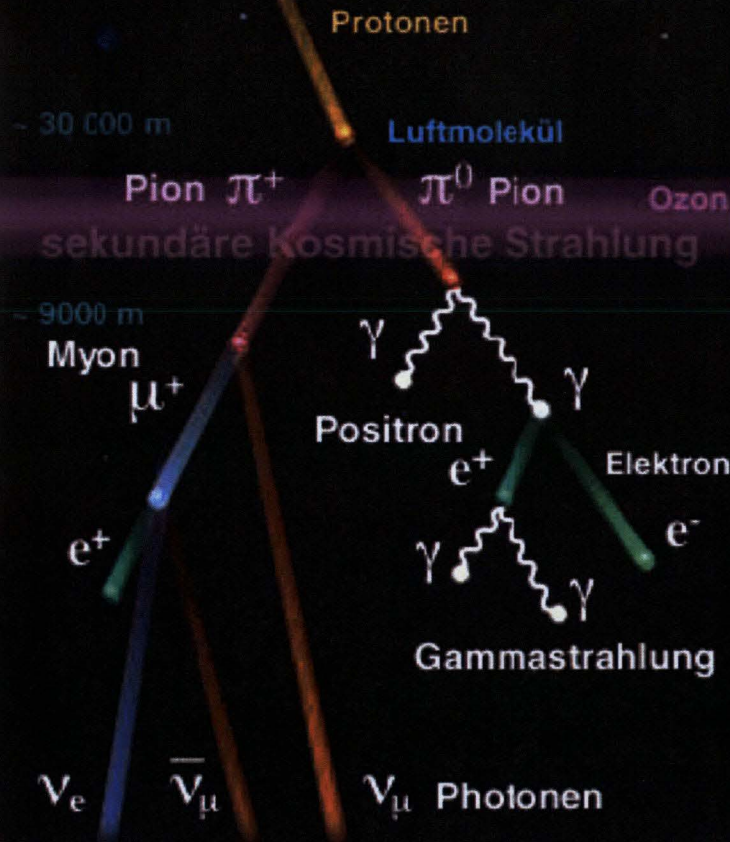 Protonen
~ 30 000 m
Luftmolekül
Pion π⁺
π⁰ Pion
Ozon
sekundäre Kosmische Strahlung
~ 9000 m
Myon
μ⁺
γ
γ
Positron
e⁺
Elektron
e⁺
γ
e⁻
γ
Gammastrahlung
νₑ
ν̅μ
νμ Photonen